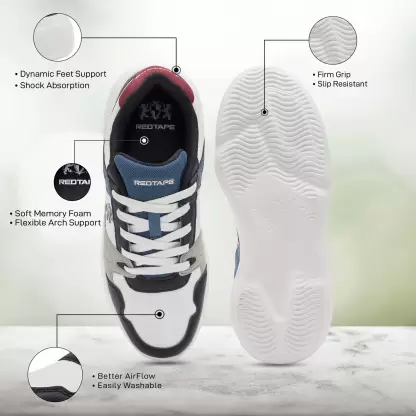 • Dynamic Feet Support
• Shock Absorption
• Firm Grip
• Slip Resistant
REDTAPE
REDTAPE
REDTAP
• Soft Memory Foam
• Flexible Arch Support
• Better AirFlow
• Easily Washable